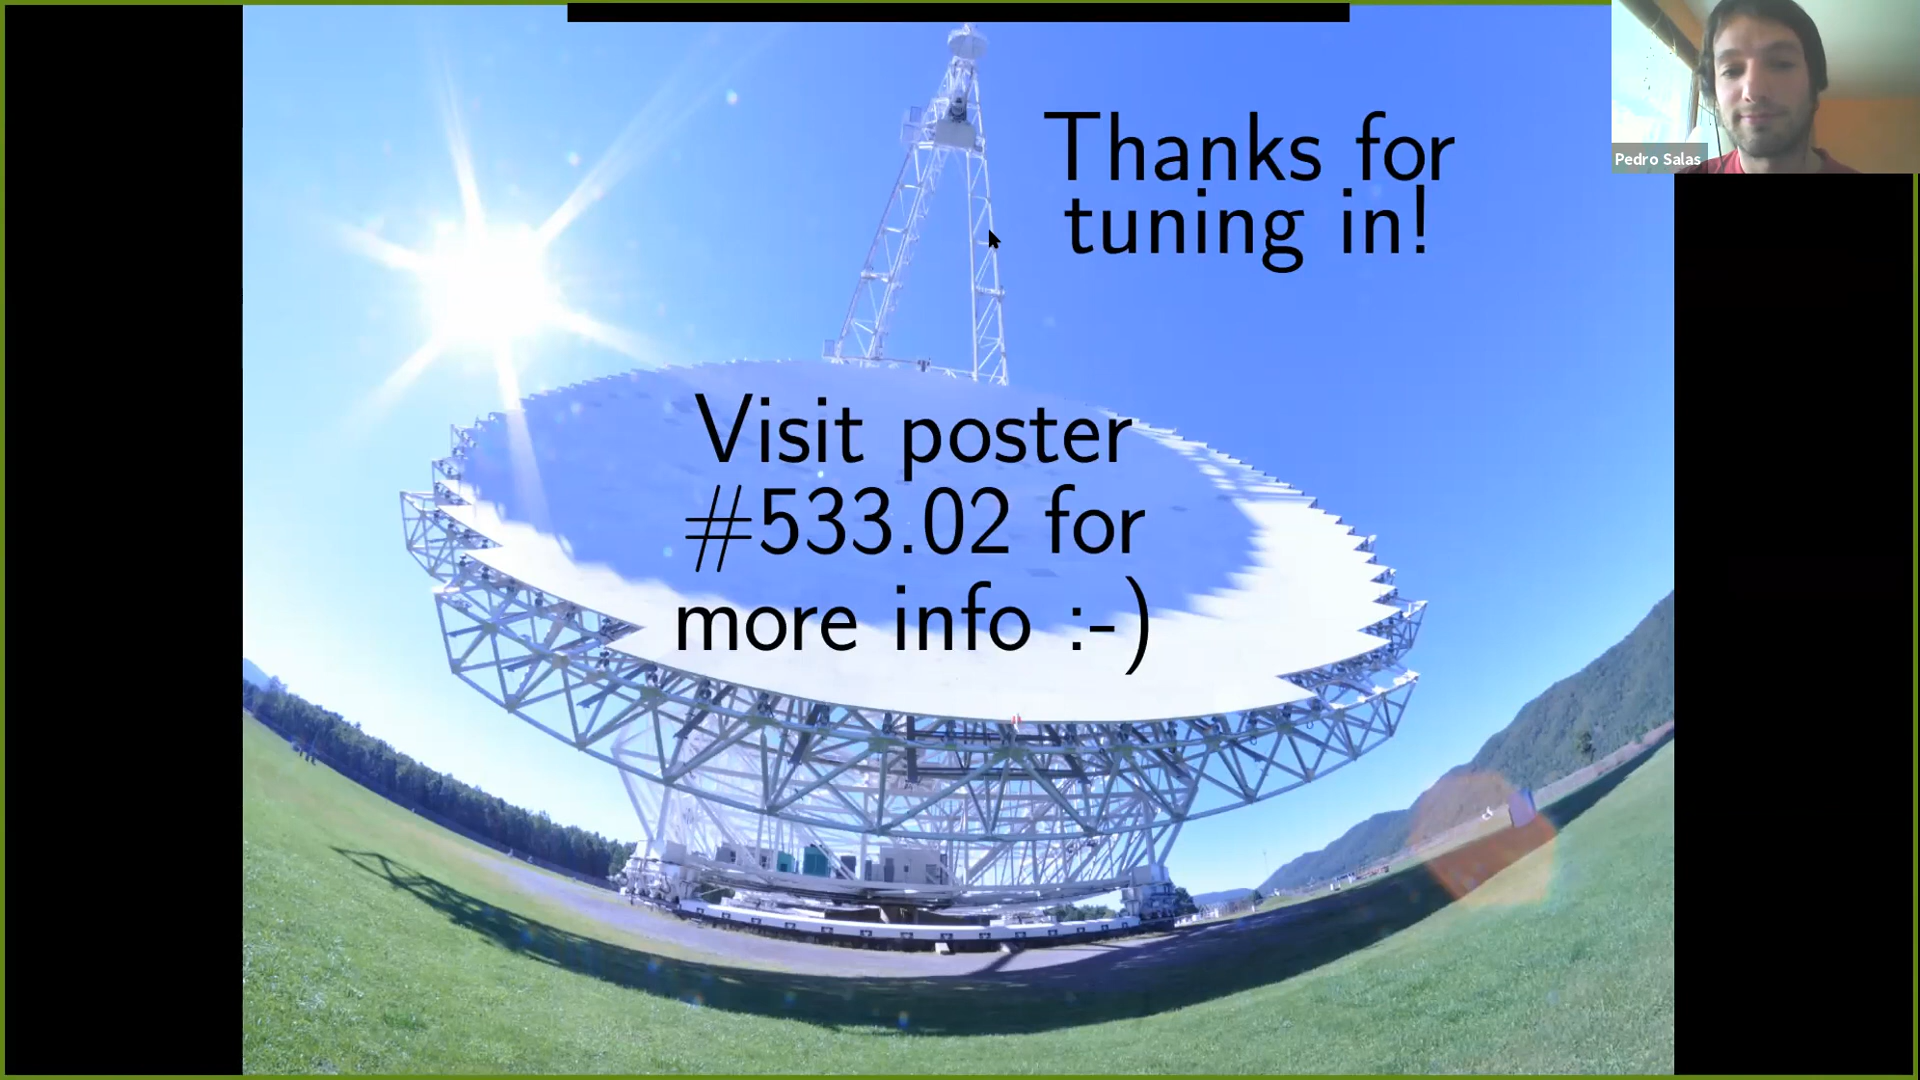 Thanks for
tuning in!
Pedro Salas
Visit poster
#533.02 for
more info :-)